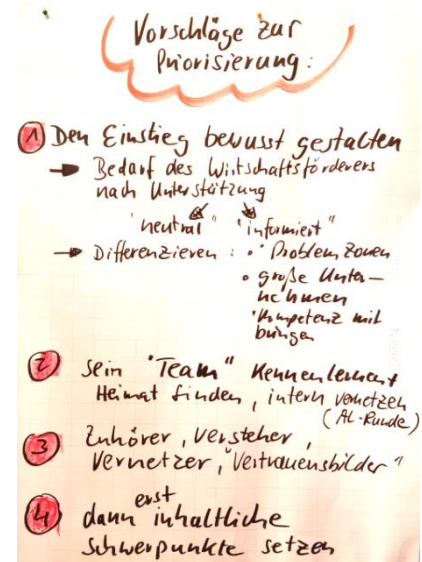 Vorschläge zur
Priorisierung:
1 Den Einstieg bewusst gestalten
→ Bedarf des Wirtschaftsförderers
nach Unterstützung
"neutral" "informiert"
→ Differenzieren: • Problemzonen
• große Unter-
nehmen
• Kompetenz mit
bringen
2 sein "Team" kennenlernen +
Heimat finden, intern vernetzen
(AL-Runde)
3 Zuhörer, Versteher,
Vernetzer, "Vertrauensbilder"
4 dann erst inhaltliche
Schwerpunkte setzen